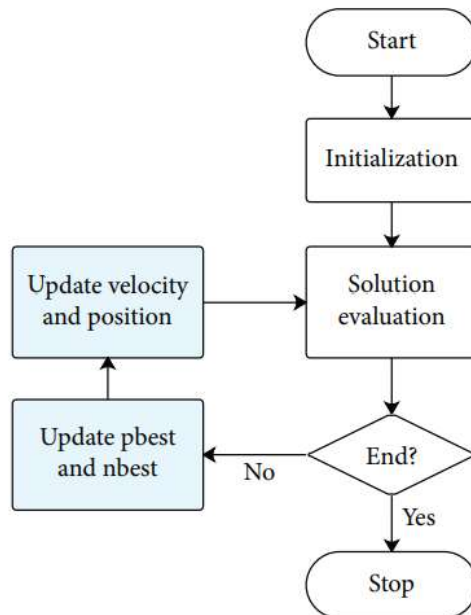 Start
Initialization
Update velocity
and position
Solution
evaluation
Update pbest
and nbest
No
End?
Yes
Stop